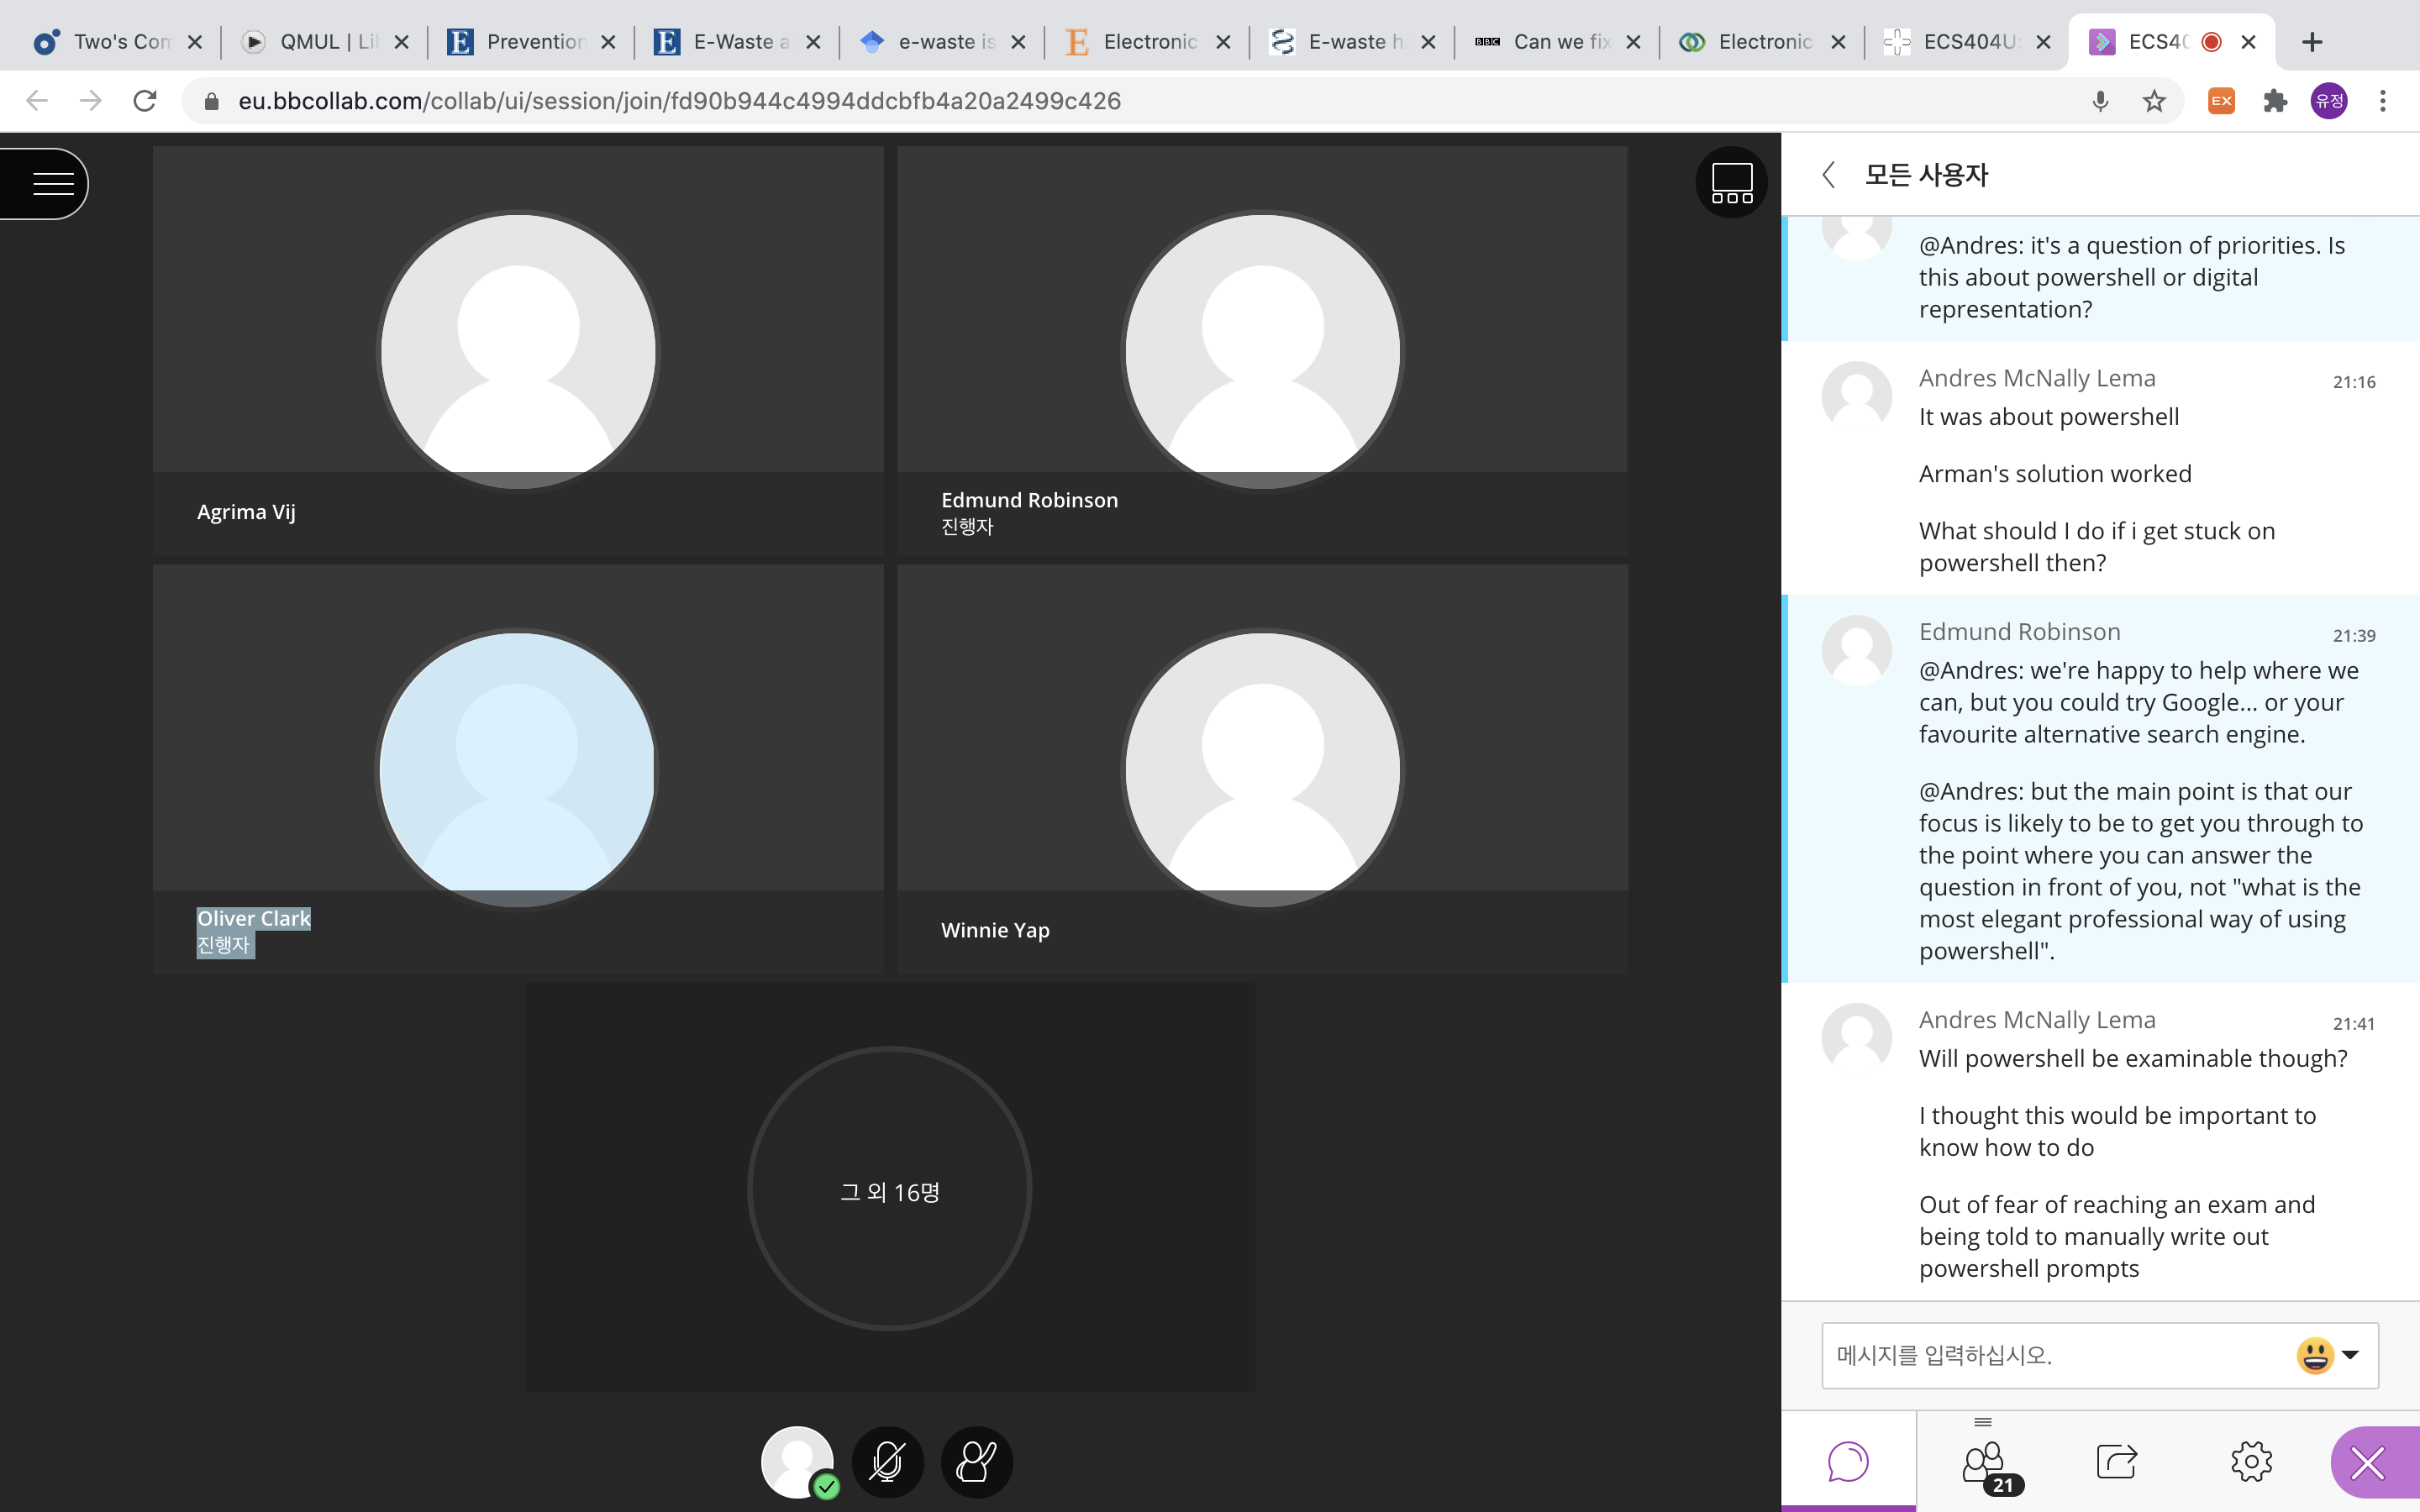 Two's Com
QMUL | Lib
Prevention
E-Waste a
e-waste is
Electronic
E-waste h
BBC
Can we fix
Electronic
ECS404U:
ECS40
eu.bbcollab.com/collab/ui/session/join/fd90b944c4994ddcbfb4a20a2499c426
EX
유정
Agrima Vij
Edmund Robinson
진행자
Oliver Clark
진행자
Winnie Yap
그 외 16명
모든 사용자
@Andres: it's a question of priorities. Is
this about powershell or digital
representation?
Andres McNally Lema
21:16
It was about powershell
Arman's solution worked
What should I do if i get stuck on
powershell then?
Edmund Robinson
21:39
@Andres: we're happy to help where we
can, but you could try Google... or your
favourite alternative search engine.
@Andres: but the main point is that our
focus is likely to be to get you through to
the point where you can answer the
question in front of you, not "what is the
most elegant professional way of using
powershell".
Andres McNally Lema
21:41
Will powershell be examinable though?
I thought this would be important to
know how to do
Out of fear of reaching an exam and
being told to manually write out
powershell prompts
메시지를 입력하십시오.
21